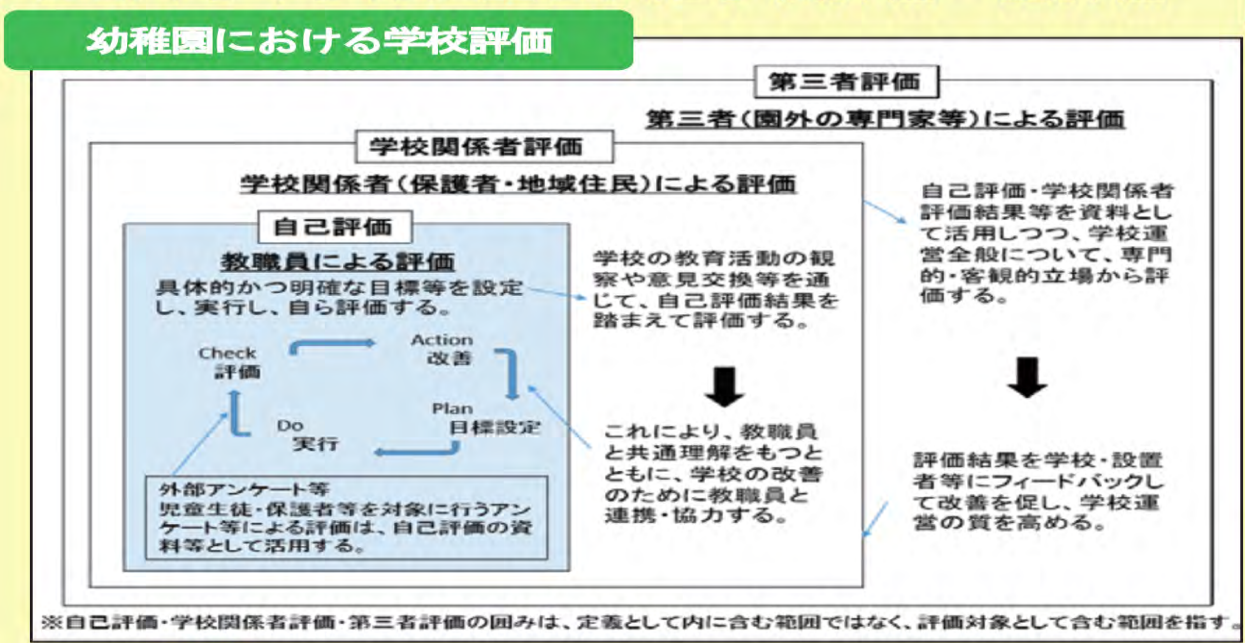 幼稚園における学校評価
第三者評価
第三者(園外の専門家等)による評価
学校関係者評価
学校関係者(保護者・地域住民)による評価
自己評価
教職員による評価
具体的かつ明確な目標等を設定
し、実行し、自ら評価する。
Check
評価
Action
改善
Plan
目標設定
Do
実行
外部アンケート等
児童生徒・保護者等を対象に行うアン
ケート等による評価は、自己評価の資
料等として活用する。
学校の教育活動の観
察や意見交換等を通
じて、自己評価結果を
踏まえて評価する。
これにより、教職員
と共通理解をもつと
ともに、学校の改善
のために教職員と
連携・協力する。
自己評価・学校関係者
評価結果等を資料とし
て活用しつつ、学校運
営全般について、専門
的・客観的立場から評
価する。
評価結果を学校・設置
者等にフィードバックし
て改善を促し、学校運
営の質を高める。
※自己評価・学校関係者評価・第三者評価の囲みは、定義として内に含む範囲ではなく、評価対象として含む範囲を指す。